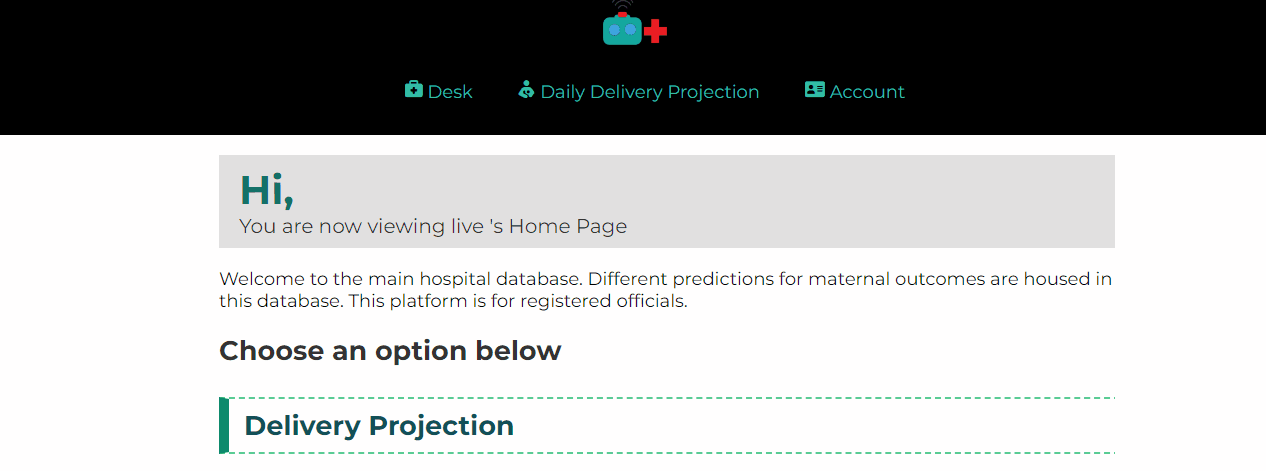 Desk Daily Delivery Projection Account
Hi,
You are now viewing live 's Home Page
Welcome to the main hospital database. Different predictions for maternal outcomes are housed in
this database. This platform is for registered officials.
Choose an option below
Delivery Projection